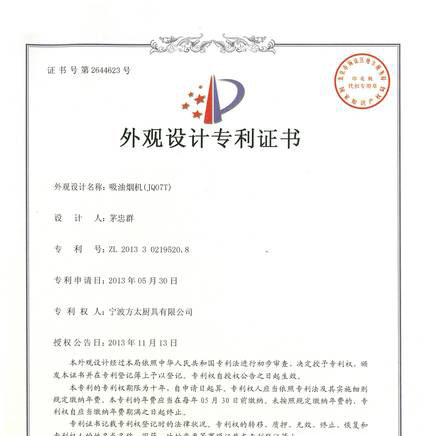 证书号第2644623号
外观设计专利证书
外观设计名称:吸油烟机(JQ07T)
设计人:茅忠群
专利号:ZL 2013 3 0219520.8
专利申请日:2013年05月30日
专利权人:宁波方太厨具有限公司
授权公告日:2013年11月13日
本外观设计经过本局依照中华人民共和国专利法进行初步审查,决定授予专利权,颁
发本证书并在专利登记簿上予以登记。专利权自授权公告之日起生效。
本专利的专利权期限为十年,自申请日起算。专利权人应当依照专利法及其实施细则
规定缴纳年费。本专利的年费应当在每年05月30日前缴纳。未按照规定缴纳年费的,专利
权自应当缴纳年费期满之日起终止。
专利证书记载专利权登记时的法律状况。专利权的转移、质押、无效、终止、恢复和